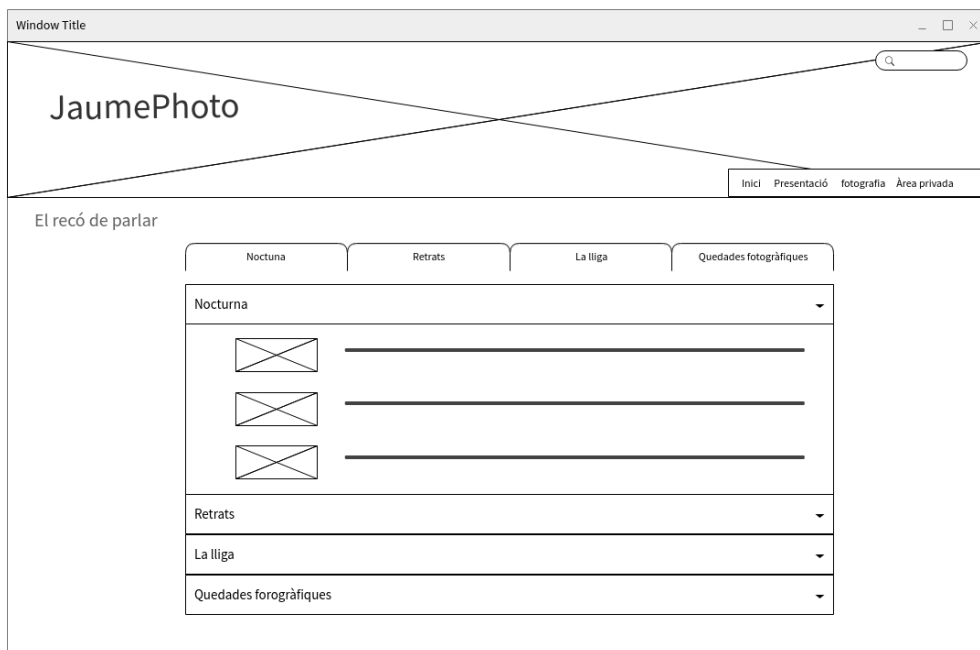 Window Title
JaumePhoto
Inici Presentació fotografia Àrea privada
El recó de parlar
Noctuna Retrats La lliga Quedades fotogràfiques
Nocturna
Retrats
La lliga
Quedades forogràfiques